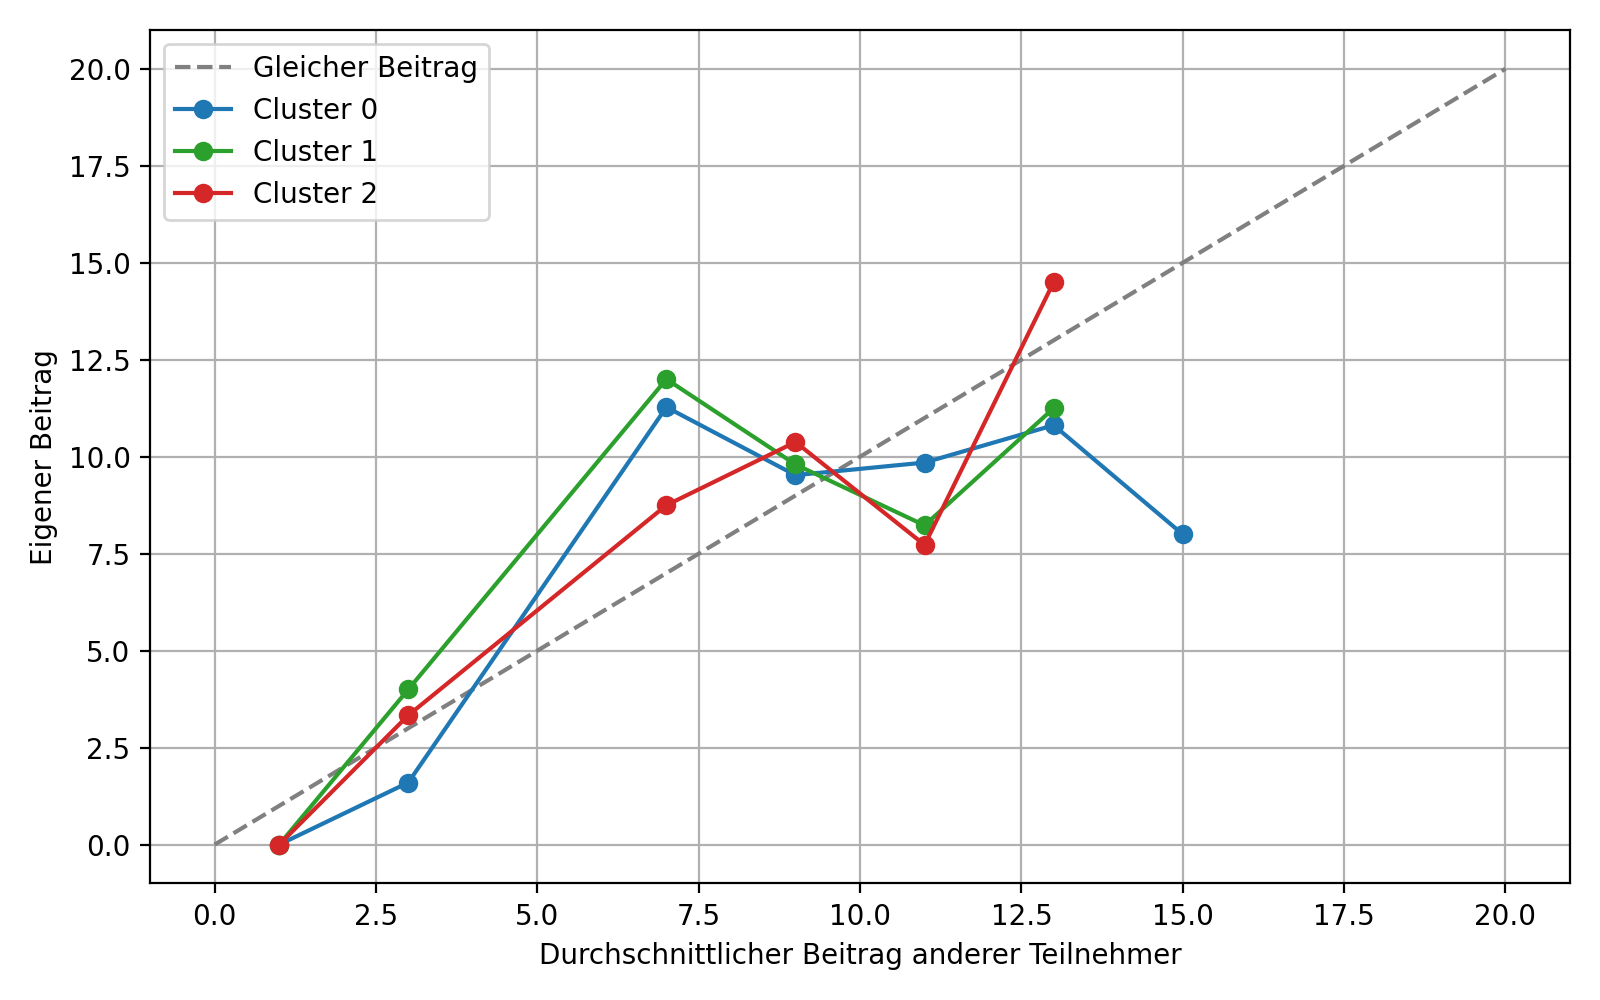 Gleicher Beitrag
Cluster 0
Cluster 1
Cluster 2
20.0
17.5
15.0
12.5
10.0
7.5
5.0
2.5
0.0
Eigener Beitrag
0.0 2.5 5.0 7.5 10.0 12.5 15.0 17.5 20.0
Durchschnittlicher Beitrag anderer Teilnehmer